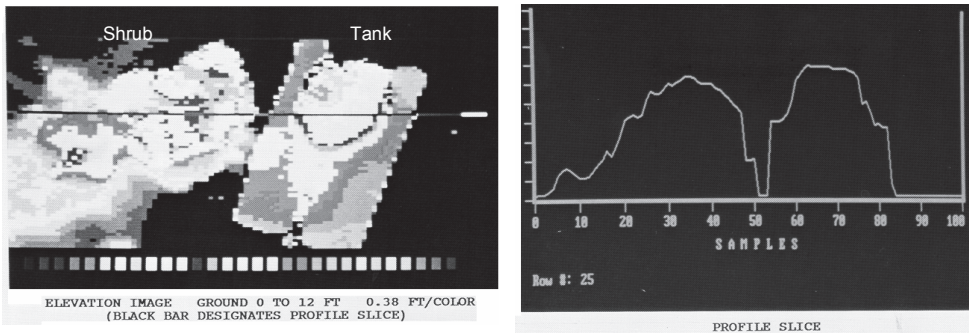 Shrub
Tank
ELEVATION IMAGE GROUND 0 TO 12 FT 0.38 FT/COLOR
(BLACK BAR DESIGNATES PROFILE SLICE)
0 10 20 30 40 50 60 70 80 90 100
SAMPLES
Row #: 25
PROFILE SLICE